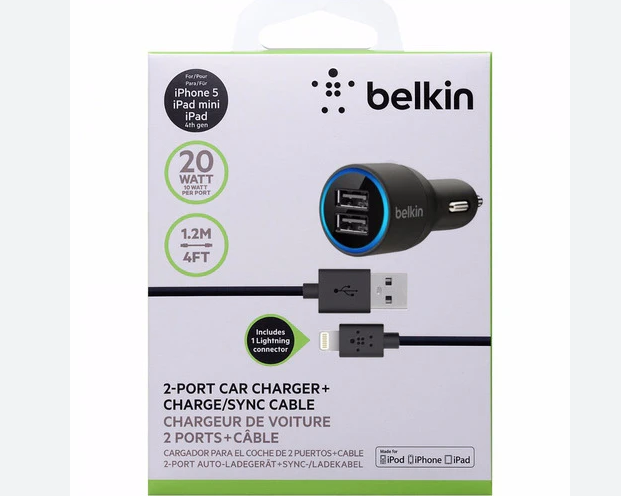 For/Pour
Para/Für
iPhone 5
iPad mini
iPad
4th gen
belkin
20
WATT
10 WATT
PER PORT
belkin
1.2M
4FT
Includes
1 Lightning
connector
2-PORT CAR CHARGER+
CHARGE/SYNC CABLE
CHARGEUR DE VOITURE
2 PORTS+CÂBLE
CARGADOR PARA EL COCHE DE 2 PUERTOS+CABLE
2-PORT AUTO-LADEGERÄT+SYNC-/LADEKABEL
Made for
iPod iPhone iPad